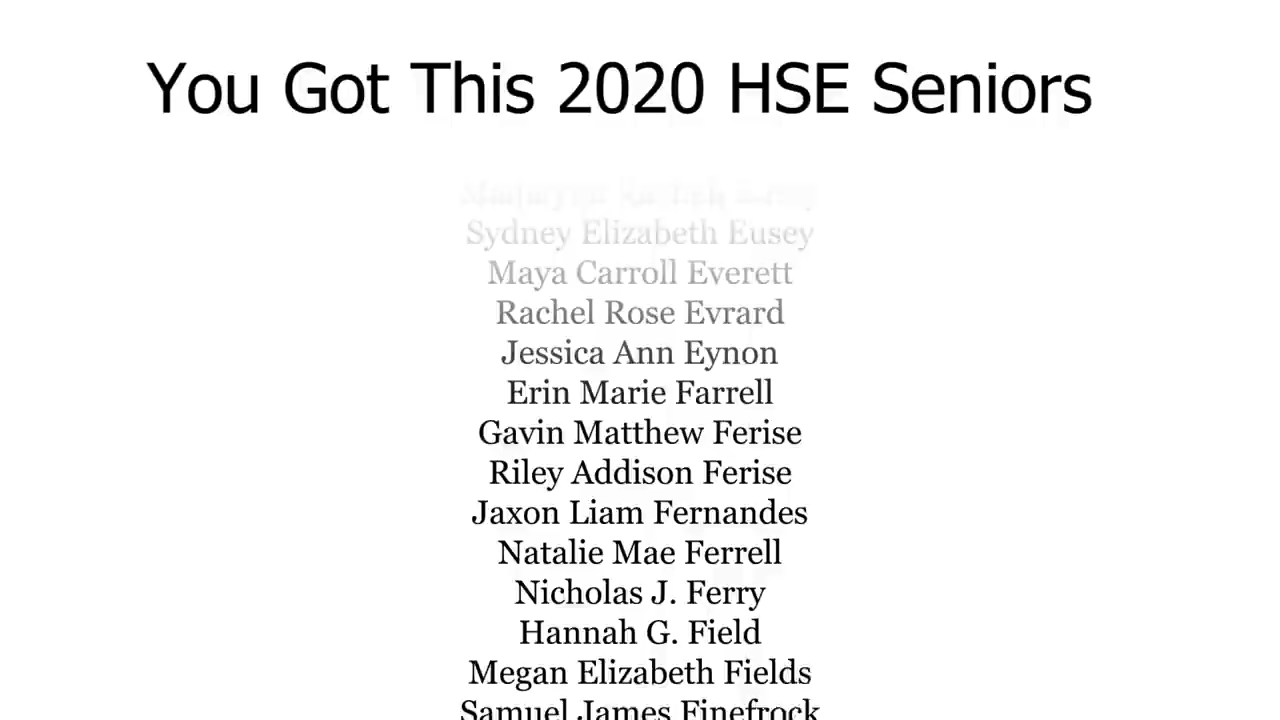 You Got This 2020 HSE Seniors
Sydney Elizabeth Eusey
Maya Carroll Everett
Rachel Rose Evrard
Jessica Ann Eynon
Erin Marie Farrell
Gavin Matthew Ferise
Riley Addison Ferise
Jaxon Liam Fernandes
Natalie Mae Ferrell
Nicholas J. Ferry
Hannah G. Field
Megan Elizabeth Fields
Samuel James Finefrock